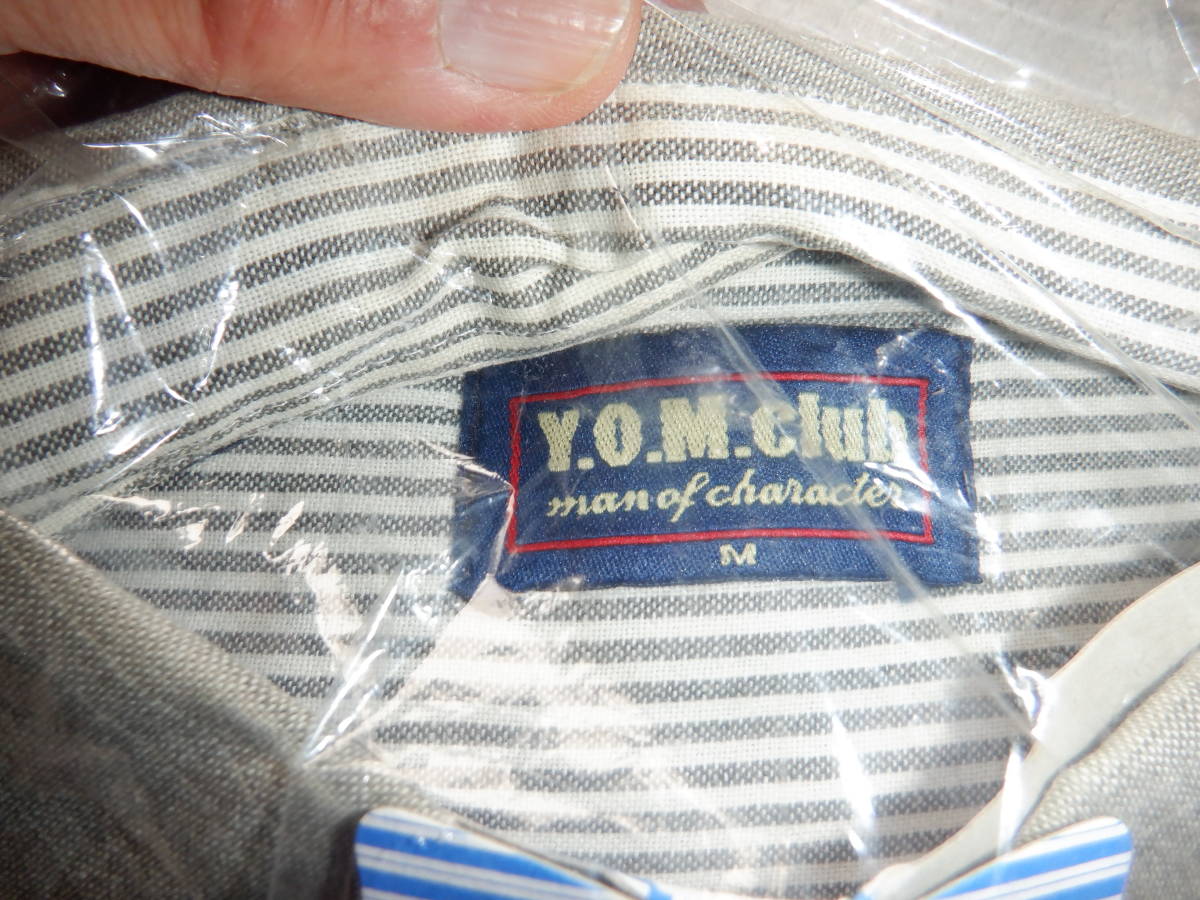 Y.O.M.club
man of character
M